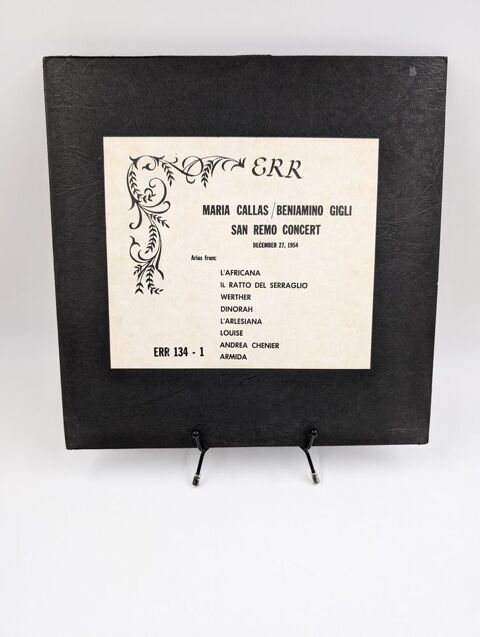 ERR
MARIA CALLAS/BENIAMINO GIGLI
SAN REMO CONCERT
DECEMBER 27, 1954
Arias from:
L'AFRICANA
IL RATTO DEL SERRAGLIO
WERTHER
DINORAH
L'ARLESIANA
LOUISE
ANDREA CHENIER
ARMIDA
ERR 134 - 1